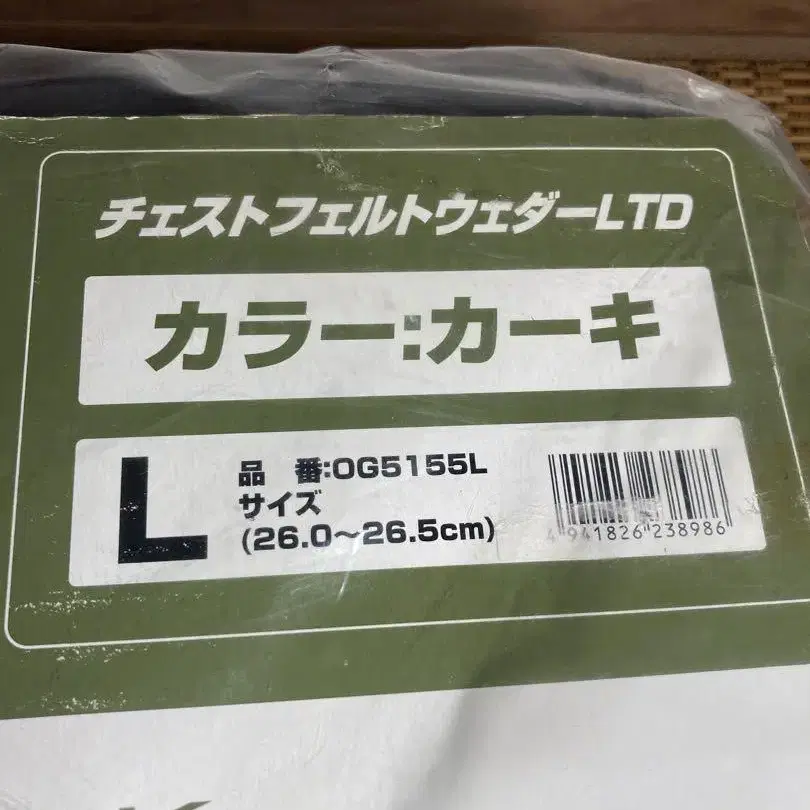 チェストフェルトウェダーLTD
カラー:カーキ
L
品 番:OG5155L
サイズ
(26.0～26.5cm)
4941826238986